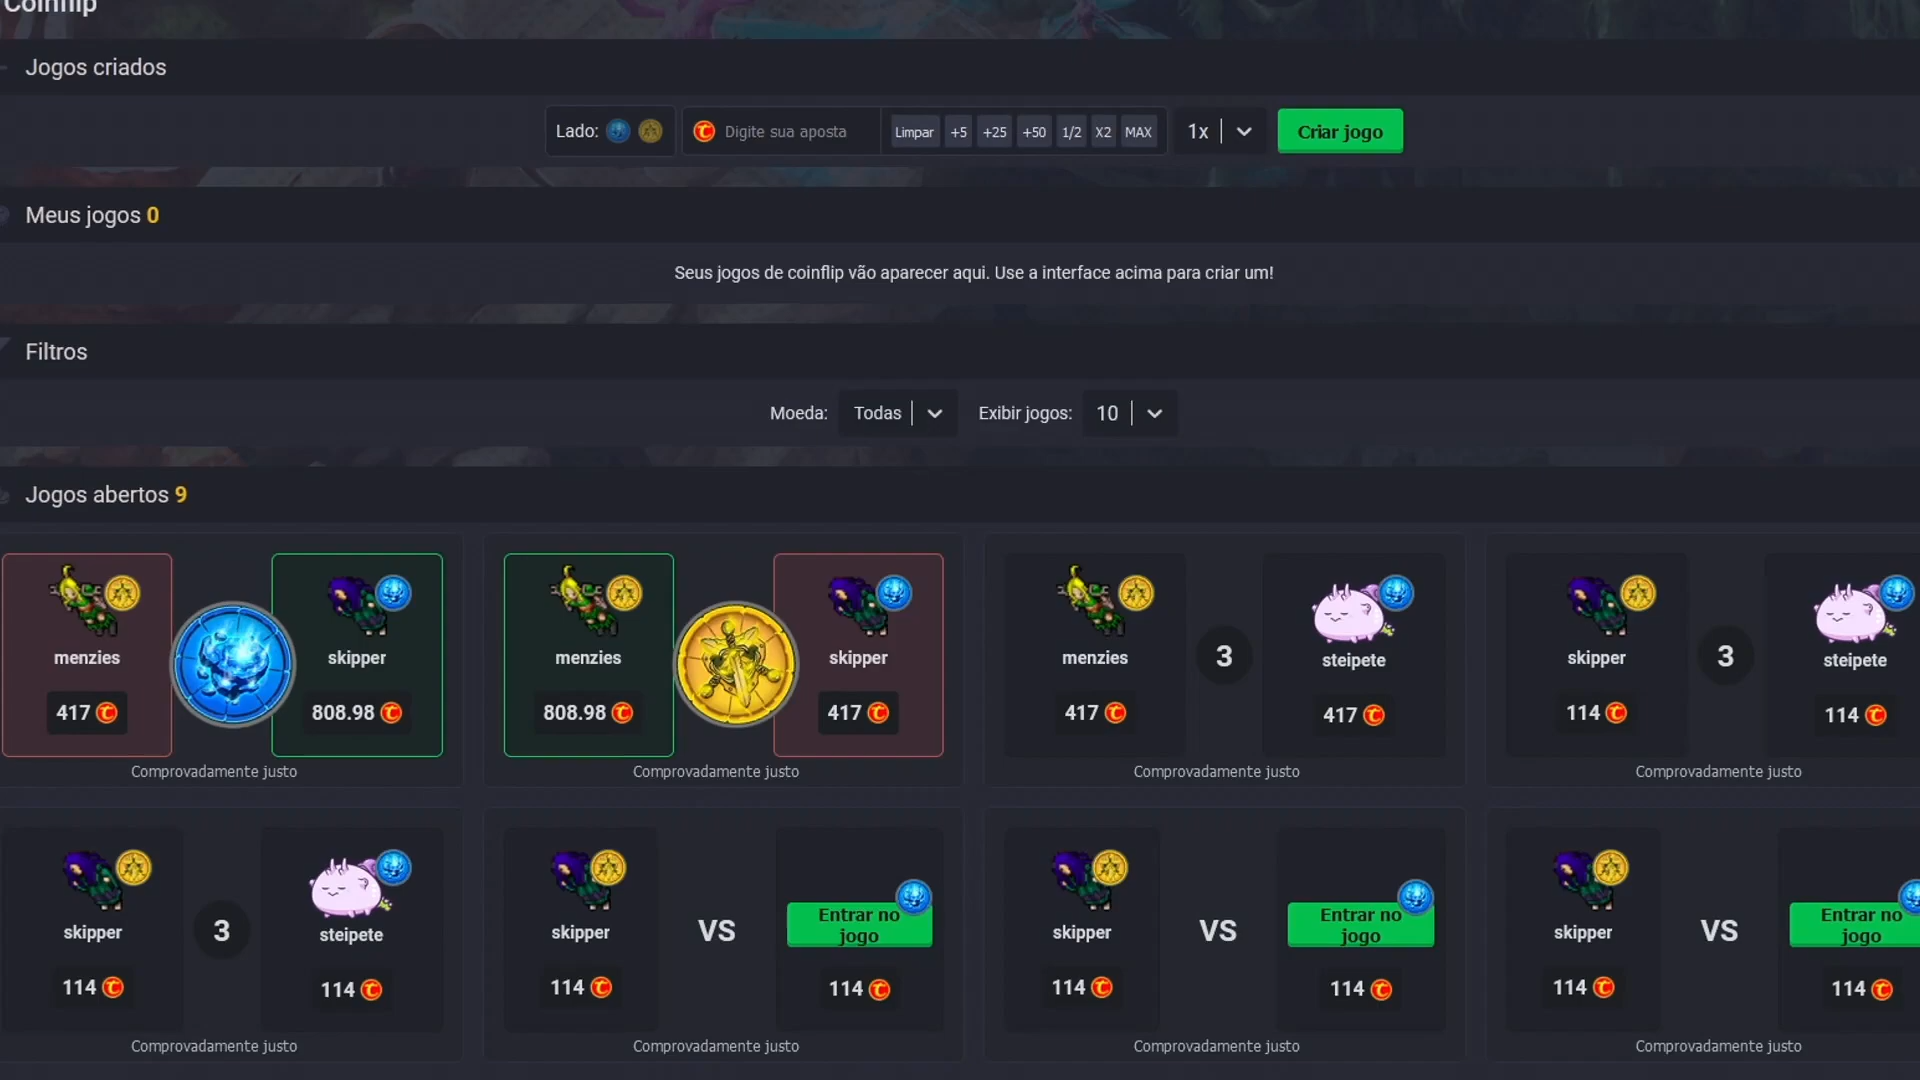 Coinflip
Jogos criados
Lado: Digite sua aposta Limpar +5 +25 +50 1/2 X2 MAX 1x Criar jogo
Meus jogos 0
Seus jogos de coinflip vão aparecer aqui. Use a interface acima para criar um!
Filtros
Moeda: Todas Exibir jogos: 10
Jogos abertos 9
menzies skipper
417 808.98
Comprovadamente justo
menzies skipper
808.98 417
Comprovadamente justo
menzies 3 steipete
417 417
Comprovadamente justo
skipper 3 steipete
114 114
Comprovadamente justo
skipper 3 steipete
114 114
Comprovadamente justo
skipper VS Entrar no
jogo
114 114
Comprovadamente justo
skipper VS Entrar no
jogo
114 114
Comprovadamente justo
skipper VS Entrar no
jogo
114 114
Comprovadamente justo